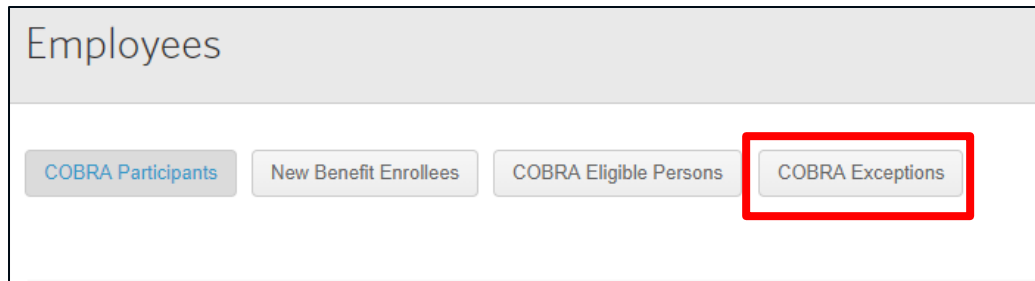 Employees
COBRA Participants New Benefit Enrollees COBRA Eligible Persons COBRA Exceptions